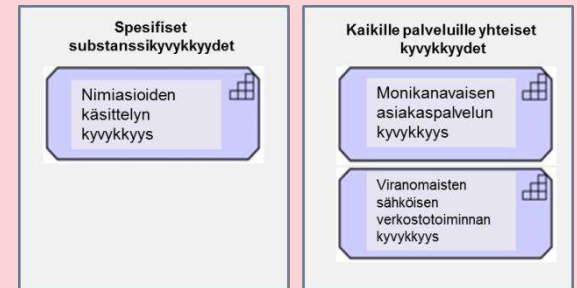 Spesifiset
substanssikyvykkyydet
Nimiasioiden
käsittelyn
kyvykkyys
Kaikille palveluille yhteiset
kyvykkyydet
Monikanavaisen
asiakaspalvelun
kyvykkyys
Viranomaisten
sähköisen
verkostotoiminnan
kyvykkyys